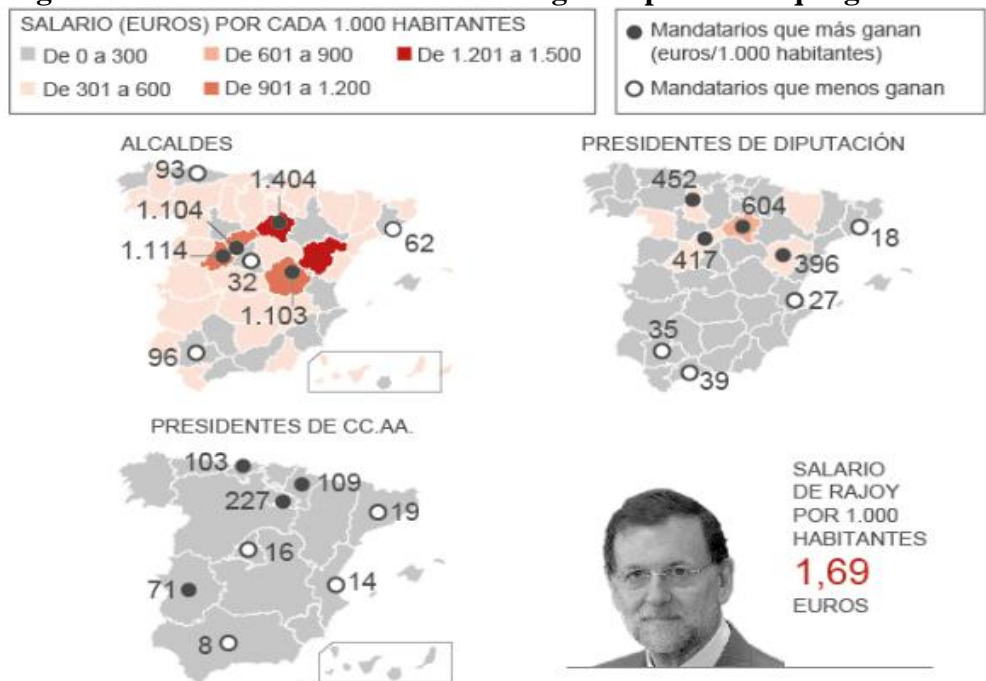 SALARIO (EUROS) POR CADA 1.000 HABITANTES
De 0 a 300
De 601 a 900
De 1.201 a 1.500
De 301 a 600
De 901 a 1.200
Mandatarios que más ganan
(euros/1.000 habitantes)
Mandatarios que menos ganan
ALCALDES
93
1.404
1.104
1.114
62
32
1.103
96
PRESIDENTES DE DIPUTACIÓN
452
604
18
417
396
27
35
39
PRESIDENTES DE CC.AA.
103
109
227
19
16
71
14
8
SALARIO
DE RAJOY
POR 1.000
HABITANTES
1,69
EUROS